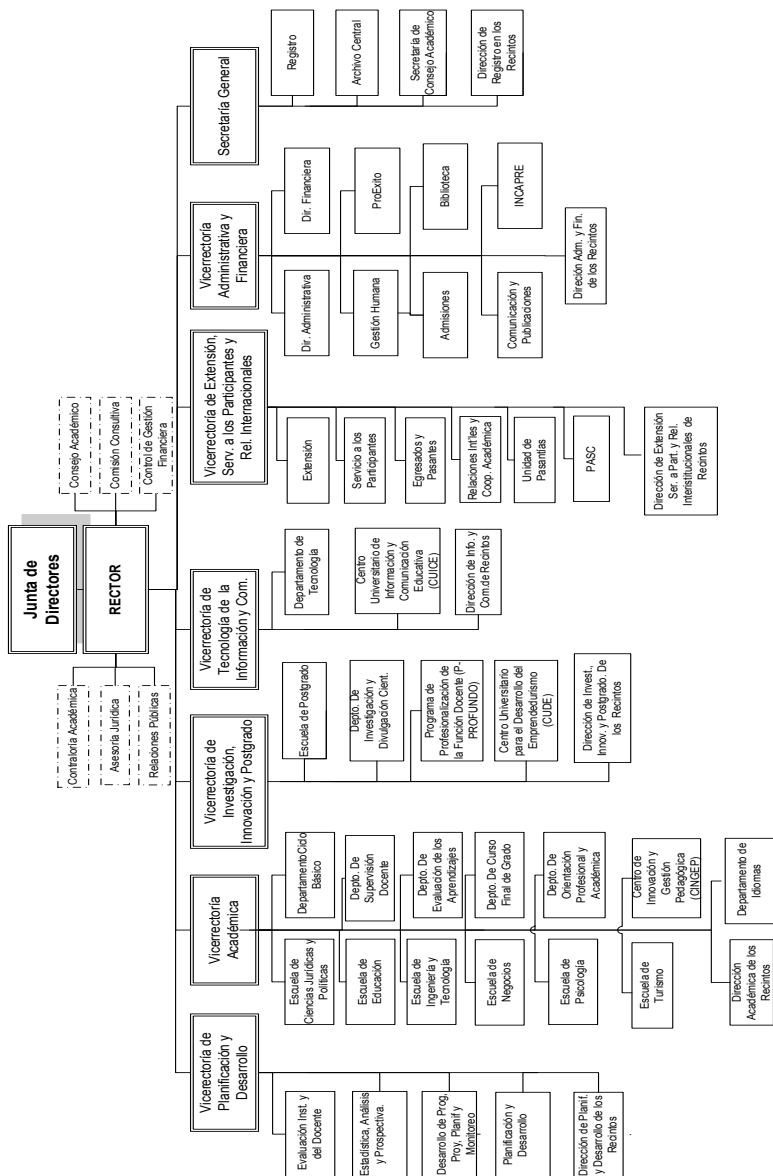 Junta de
Directores
RECTOR
Contraloría Académica
Asesoría Jurídica
Relaciones Públicas
Consejo Académico
Comisión Consultiva
Control de Gestión
Financiera
Vicerectoría de
Planificación y
Desarrollo
Evaluación Inst. y
del Docente
Estadística, Análisis
y Prospectiva.
Desarrollo de Prog,
Proy, Planif y
Monitoreo
Planificación y
Desarrollo
Dirección de Planif.
y Desarrollo de los
Recintos
Vicerrectoría
Académica
Escuela de
Ciencias Jurídicas y
Políticas
DepartamentoCiclo
Básico
Escuela de
Educación
Depto. De
Supervisión
Docente
Escuela de
Ingeniería y
Tecnología
Depto. De
Evaluación de los
Aprendizajes
Escuela de
Negocios
Depto. De Curso
Final de Grado
Escuela de
Psicología
Depto. De
Orientación
Profesional y
Académica
Escuela de
Turismo
Centro de
Innovación y
Gestión
Pedagógica
(CINGEP)
Dirección
Académica de los
Recintos
Departamento de
Idiomas
Vicerrectoría de
Investigación,
Innovación y Postgrado
Escuela de Postgrado
Depto. De
Investigación y
Divulgación Cient.
Programa de
Profesionalización de
la Función Docente (P-
PROFUNDO)
Centro Universitario
para el Desarrollo del
Emprendedurismo
(CUDE)
Dirección de Invest.,
Innov. y Postgrado. De
los Recintos
Vicerrectoría de
Tecnología de la
Información y Com.
Departamento de
Tecnología
Centro
Universitario de
Información y
Comunicación
Educativa
(CUICE)
Dirección de Info. y
Com.de Recintos
Vicerrectoría de Extensión,
Serv. a los Participantes y
Rel. Internacionales
Extensión
Servicio a los
Participantes
Egresados y
Pasantes
Relaciones Int'les y
Coop. Académica
Unidad de
Pasantías
PASC
Dirección de Extensión
Ser. a Part. y Rel.
Interistitucionales de
Recintos
Vicerrectoría
Administrativa y
Financiera
Dir. Administrativa
Dir. Financiera
Gestión Humana
ProExito
Admisiones
Biblioteca
Comunicación y
Publicaciones
INCAPRE
Direción Adm. y Fin.
de los Recintos
Secretaría General
Registro
Archivo Central
Secretaría de
Consejo Académico
Dirección de
Registro en los
Recintos